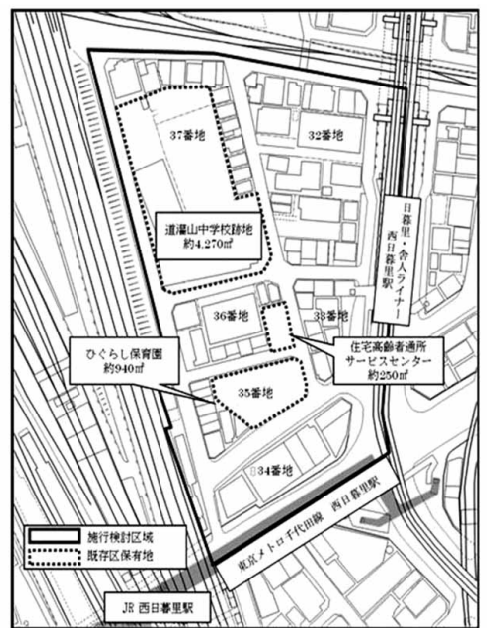 37番地
32番地
道灌山中学校跡地
約4,270㎡
日暮里・舎人ライナー
西日暮里駅
36番地
33番地
ひぐらし保育園
約940㎡
住宅高齢者通所
サービスセンター
約250㎡
35番地
34番地
施行検討区域
既存区保有地
東京メトロ千代田線 西日暮里駅
JR 西日暮里駅